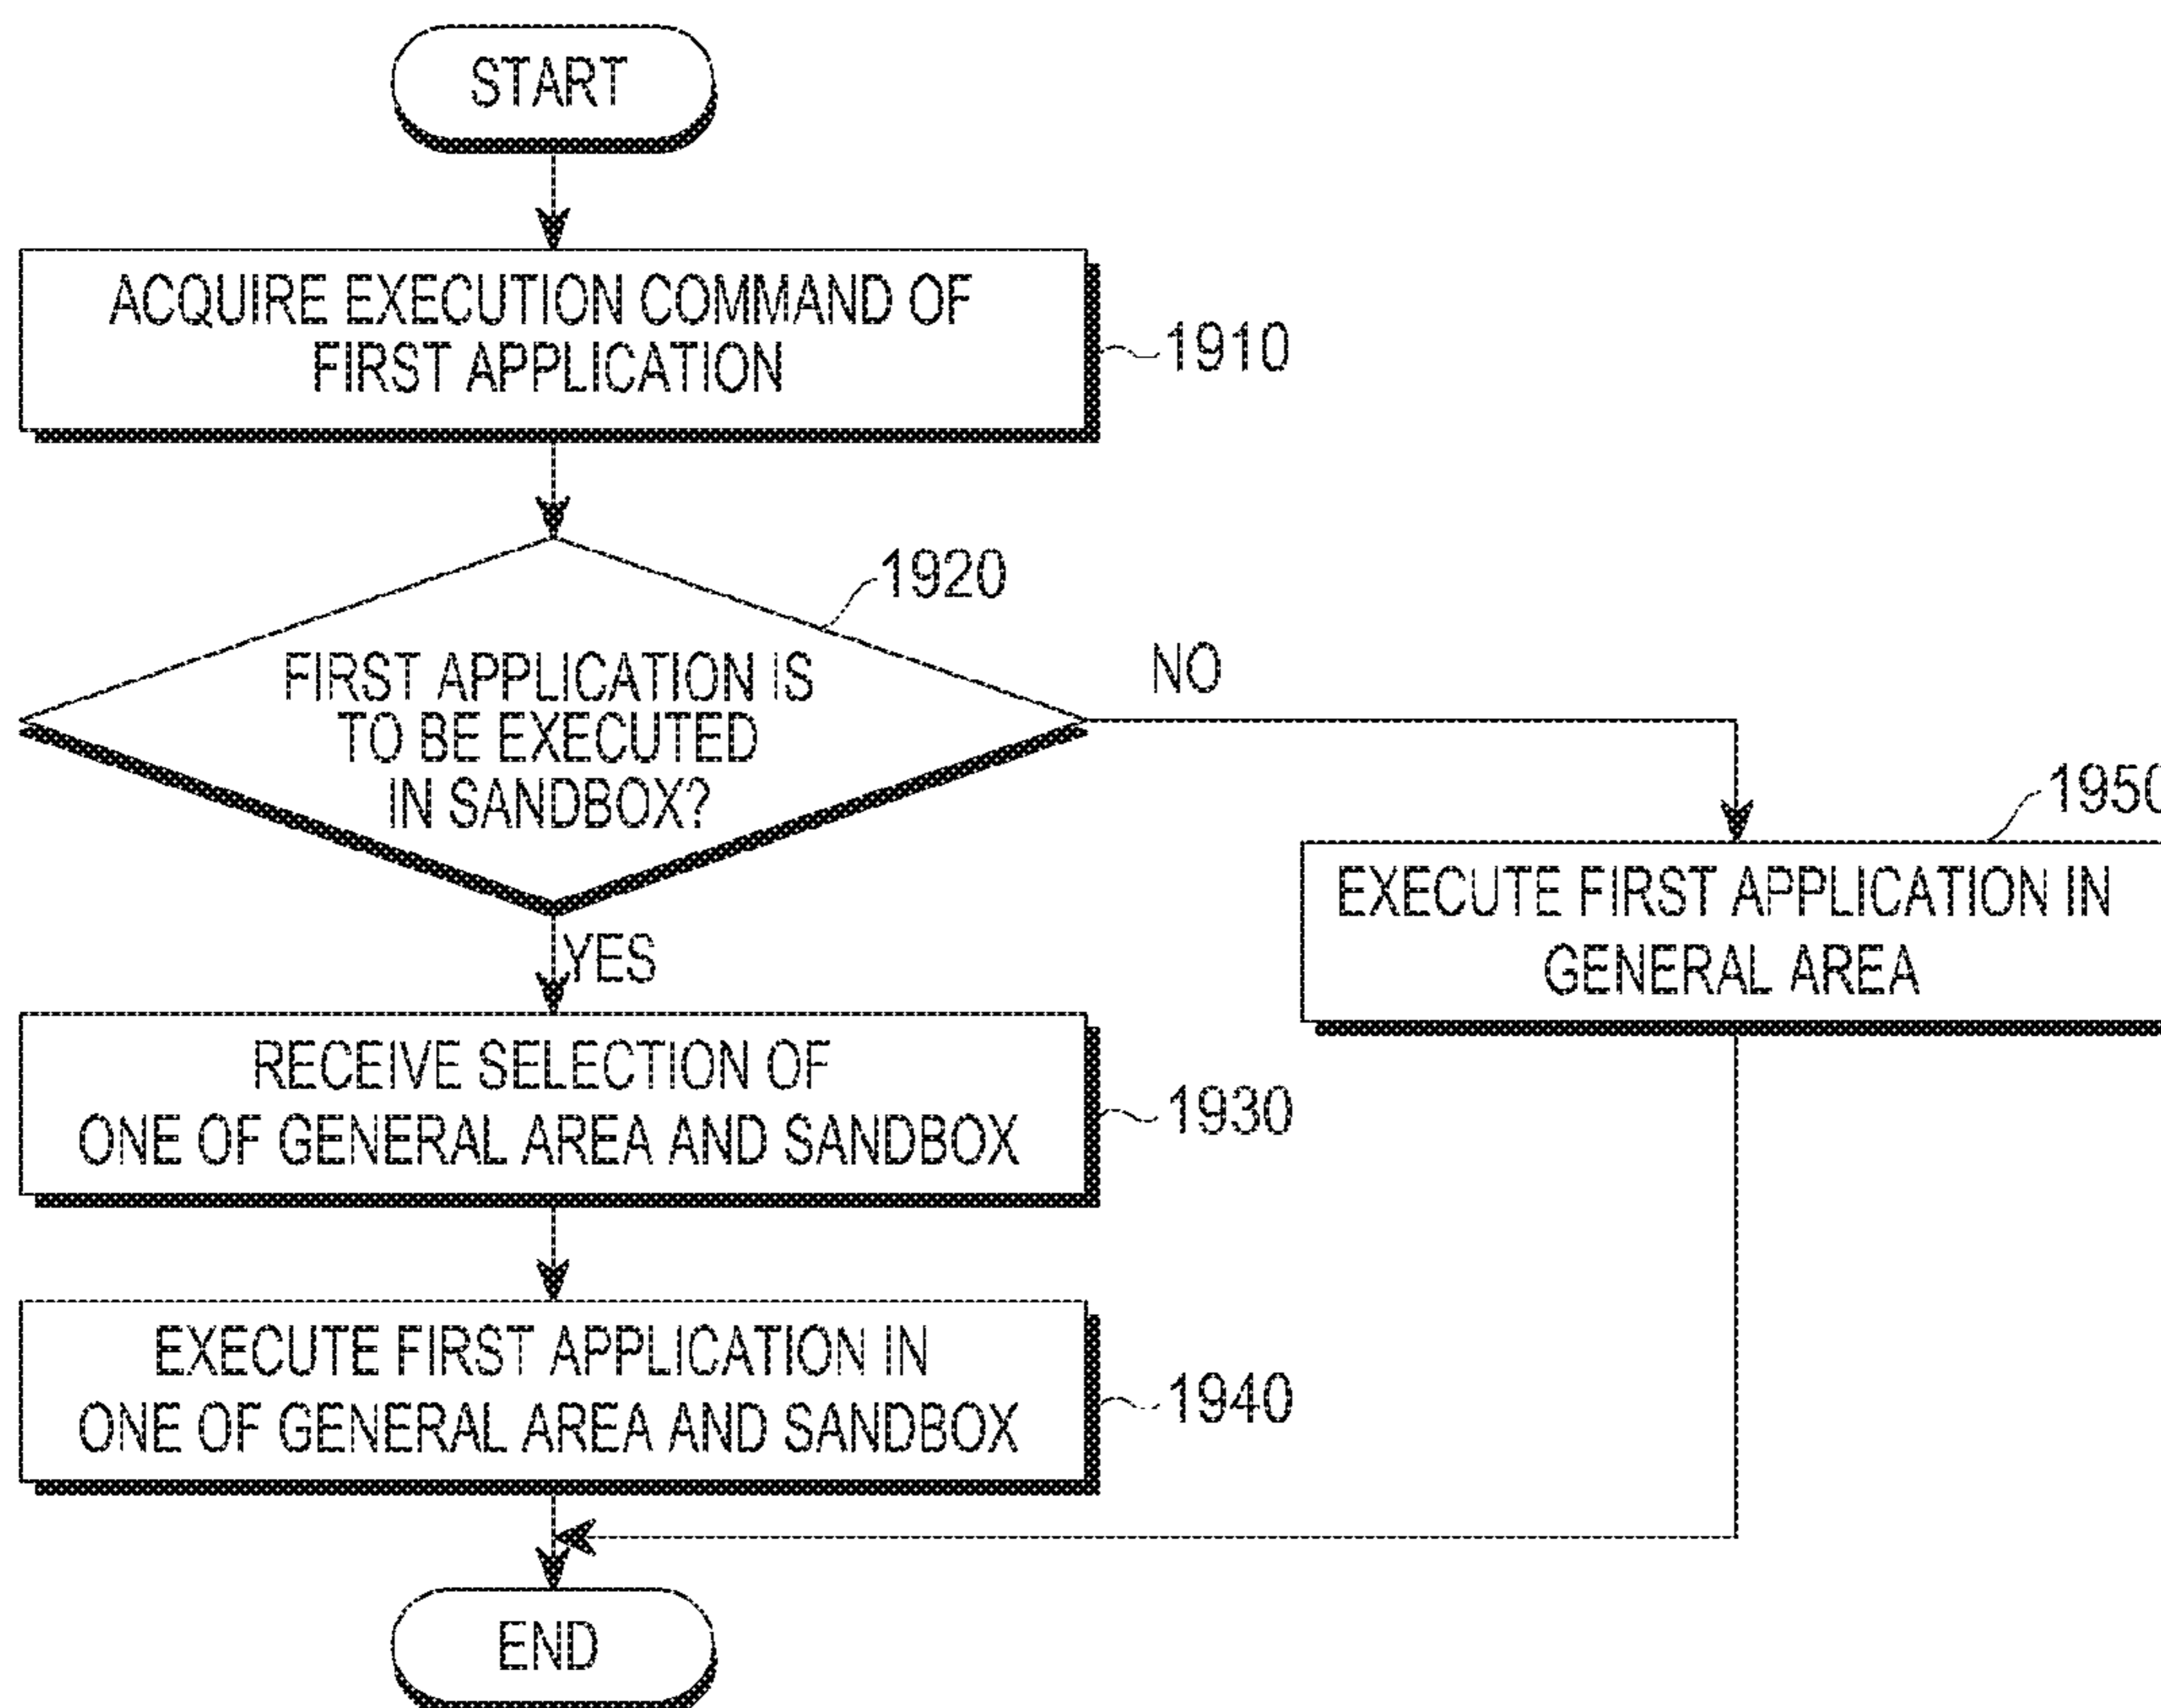 START
ACQUIRE EXECUTION COMMAND OF
FIRST APPLICATION
1910
1920
FIRST APPLICATION IS
TO BE EXECUTED
IN SANDBOX?
NO
YES
1950
EXECUTE FIRST APPLICATION IN
GENERAL AREA
RECEIVE SELECTION OF
ONE OF GENERAL AREA AND SANDBOX
1930
EXECUTE FIRST APPLICATION IN
ONE OF GENERAL AREA AND SANDBOX
1940
END